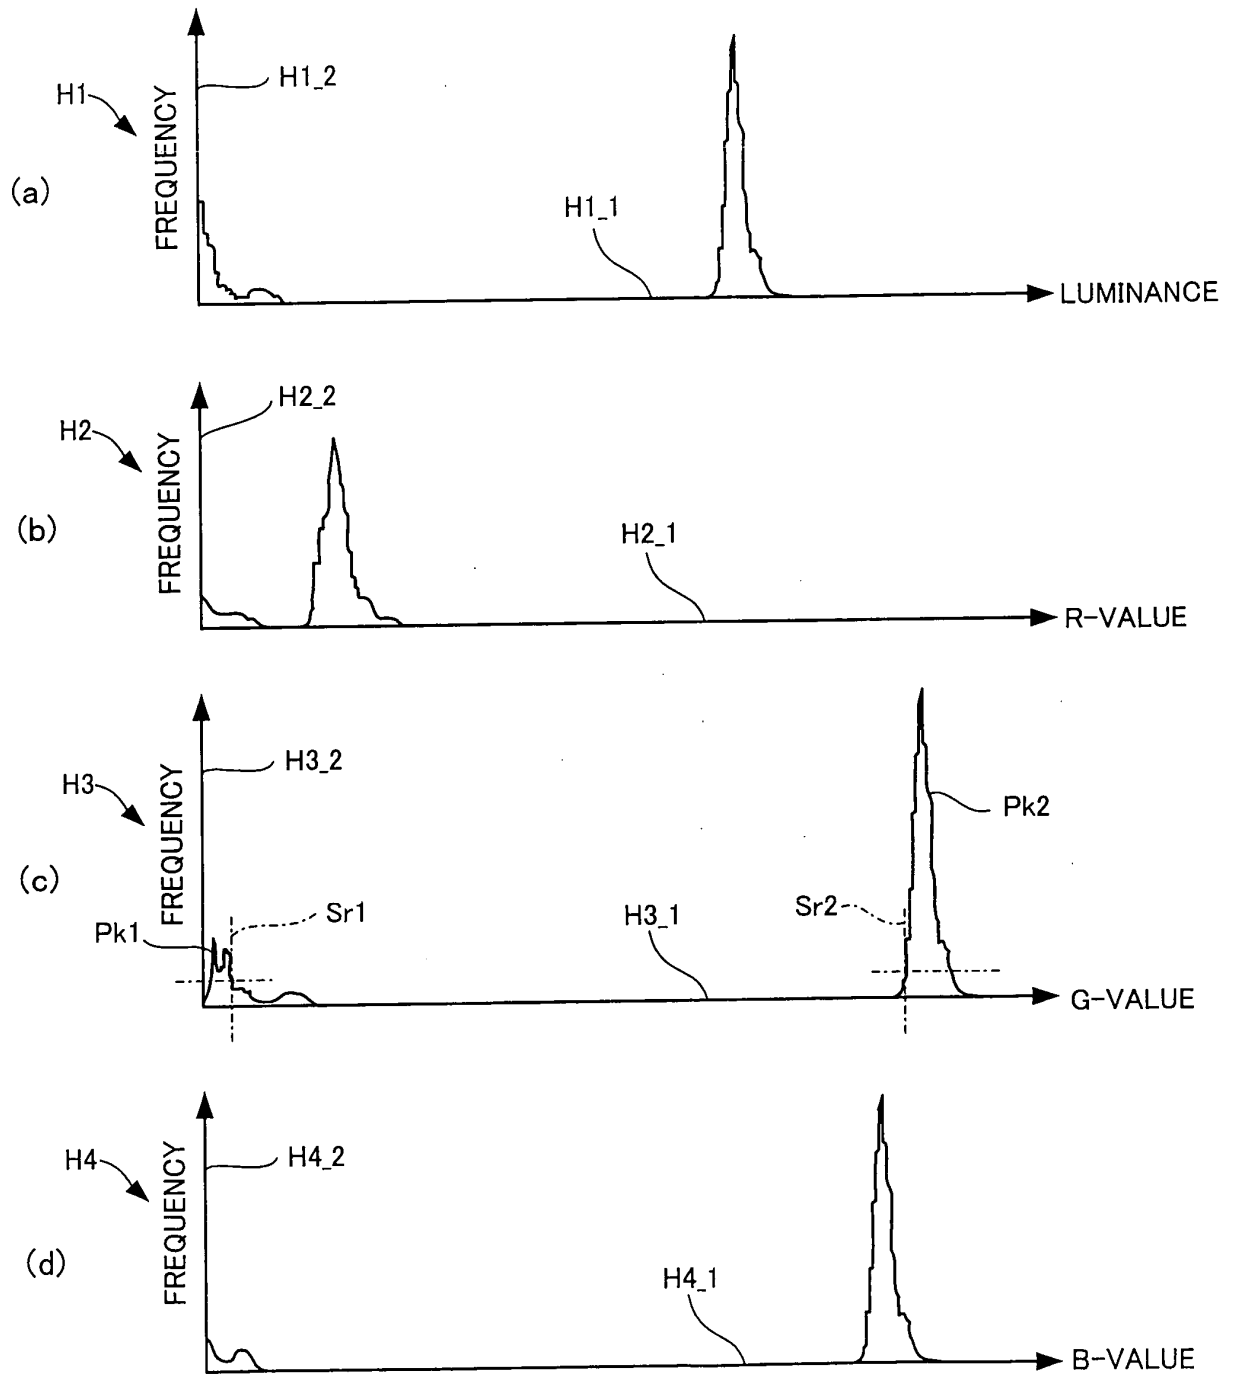 H1
H1_2
FREQUENCY
(a)
H1_1
LUMINANCE
H2
H2_2
FREQUENCY
(b)
H2_1
R-VALUE
H3
H3_2
FREQUENCY
Pk2
(c)
Pk1
Sr1
H3_1
Sr2
G-VALUE
H4
H4_2
FREQUENCY
(d)
H4_1
B-VALUE